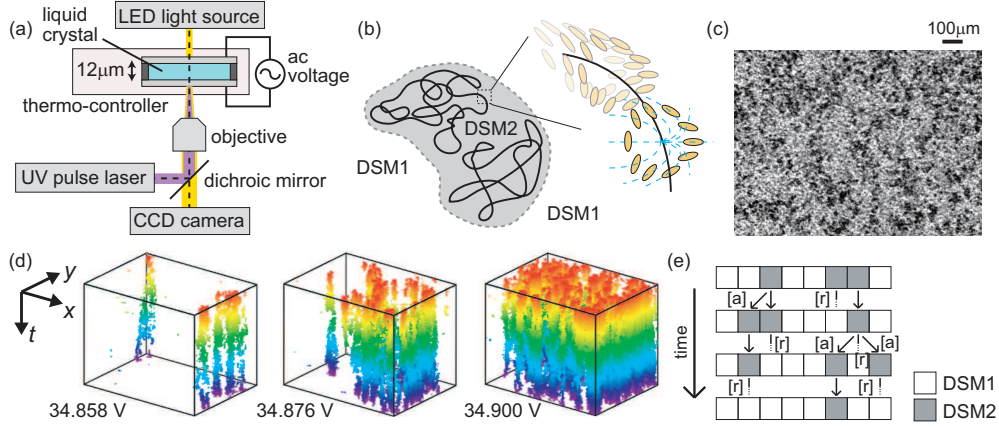 (a)
LED light source
liquid
crystal
12μm
ac
voltage
thermo-controller
objective
UV pulse laser
dichroic mirror
CCD camera
(b)
DSM2
DSM1
DSM1
(c)
100μm
(d)
y
x
t
34.858 V
34.876 V
34.900 V
(e)
time
[a]
[r]
[r]
[a]
[r]
[a]
[r]
[r]
DSM1
DSM2